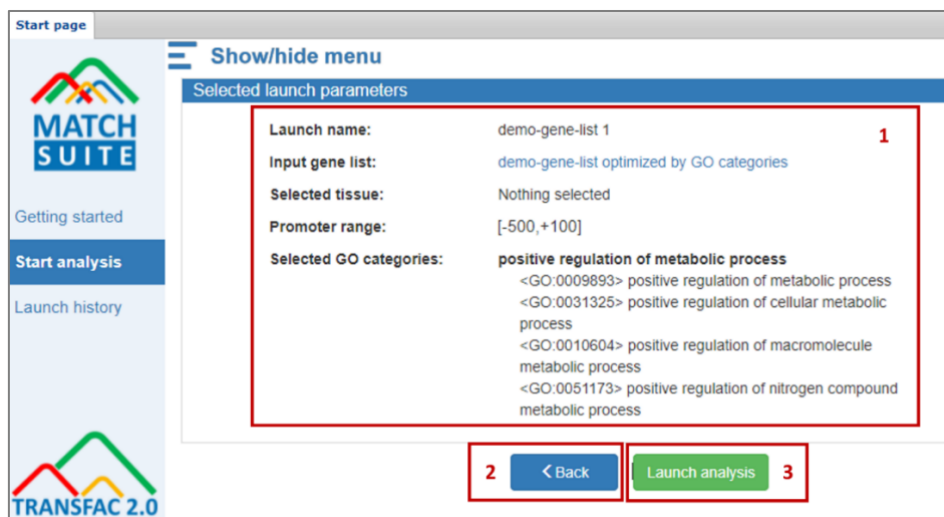 Start page
Show/hide menu
MATCH
SUITE
Getting started
Start analysis
Launch history
TRANSFAC 2.0
Selected launch parameters
1
Launch name: demo-gene-list 1
Input gene list: demo-gene-list optimized by GO categories
Selected tissue: Nothing selected
Promoter range: [-500,+100]
Selected GO categories: positive regulation of metabolic process
<GO:0009893> positive regulation of metabolic process
<GO:0031325> positive regulation of cellular metabolic
process
<GO:0010604> positive regulation of macromolecule
metabolic process
<GO:0051173> positive regulation of nitrogen compound
metabolic process
2 Back Launch analysis 3